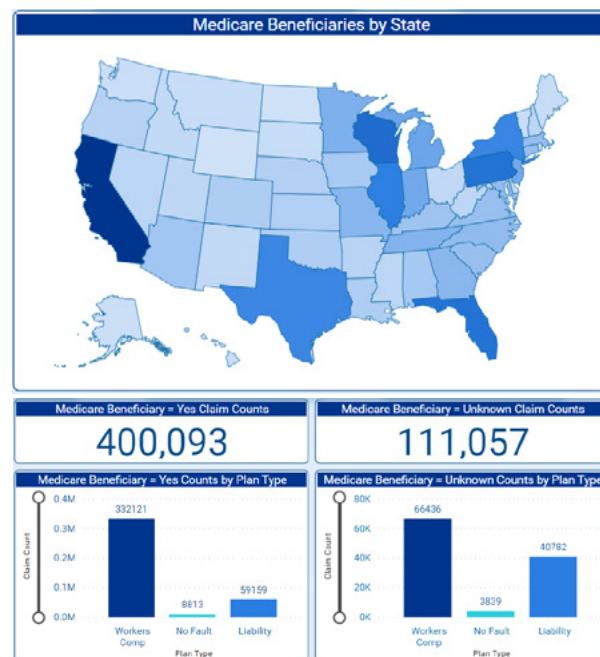 Medicare Beneficiaries by State
Medicare Beneficiary = Yes Claim Counts
400,093
Medicare Beneficiary = Unknown Claim Counts
111,057
Medicare Beneficiary = Yes Counts by Plan Type
Claim Count
0.4M
0.3M
0.2M
0.1M
0.0M
332121
8813
59159
Workers
Comp
No Fault
Liability
Plan Type
Medicare Beneficiary = Unknown Counts by Plan Type
Claim Count
80K
60K
40K
20K
0K
66436
3839
40782
Workers
Comp
No Fault
Liability
Plan Type